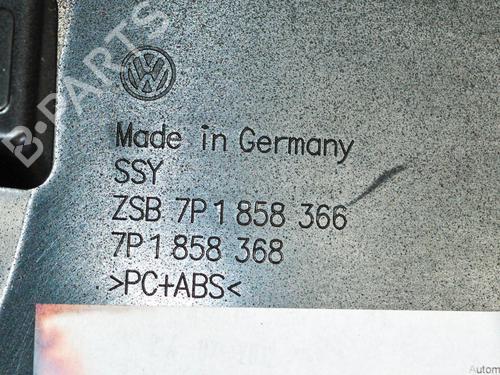 B-PARTS
Made in Germany
SSY
ZSB 7P1 858 366
7P1 858 368
>PC+ABS<
Autom